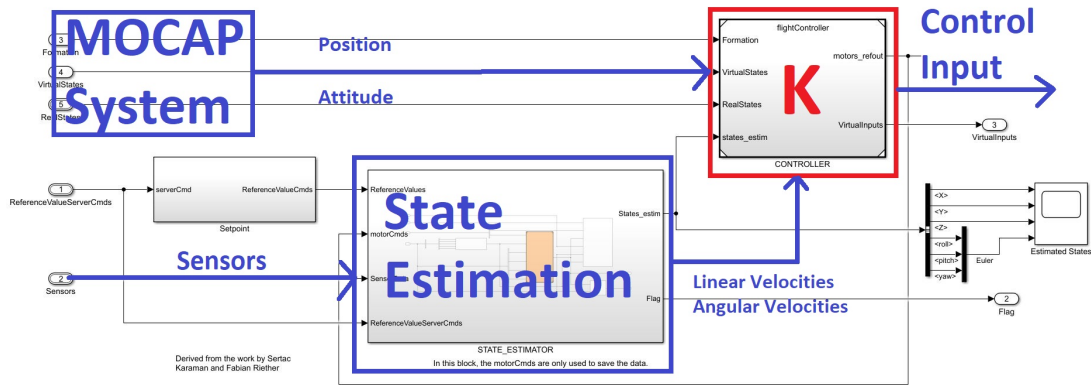 MOCAP
System
Position
Attitude
3
Formation
4
VirtualStates
5
RealStates
flightController
Formation
VirtualStates
RealStates
states_estim
motors_refout
VirtualInputs
K
CONTROLLER
Control
Input
3
VirtualInputs
1
ReferenceValueServerCmds
serverCmd
ReferenceValueCmds
Setpoint
2
Sensors
Sensors
ReferenceValues
motorCmds
ReferenceValueServerCmds
States_estim
Flag
State
Estimation
STATE_ESTIMATOR
In this block, the motorCmds are only used to save the data.
Linear Velocities
Angular Velocities
<X>
<Y>
<Z>
<roll>
<pitch>
<yaw>
Euler
Estimated States
2
Flag
Derived from the work by Sertac
Karaman and Fabian Riether